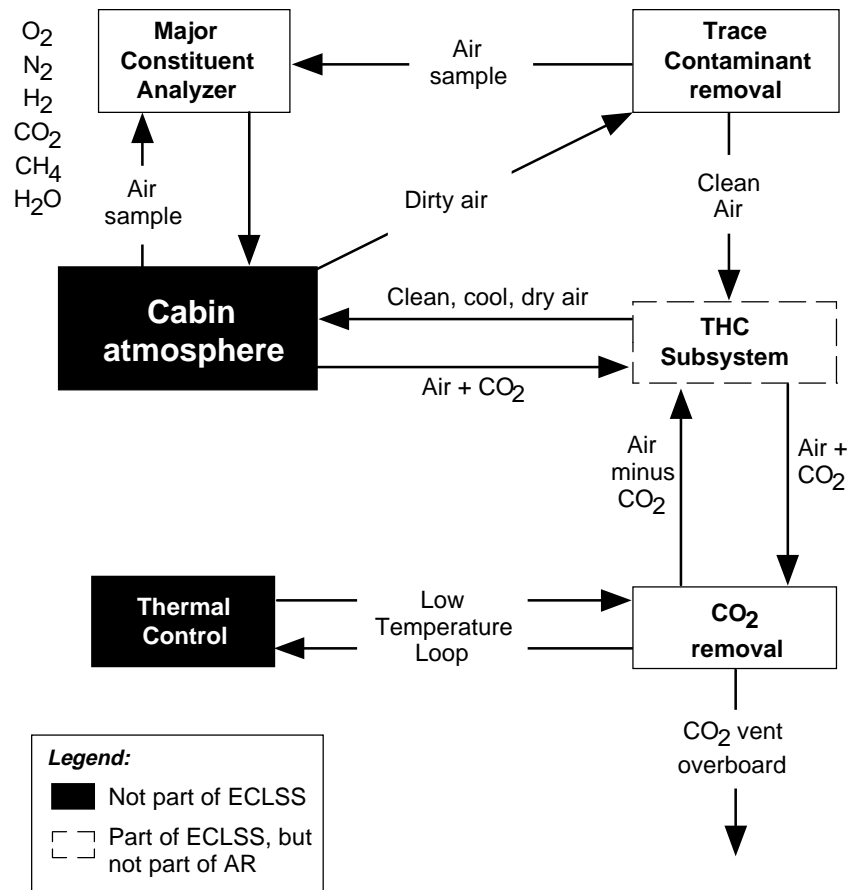 O2
N2
H2
CO2
CH4
H2O
Major
Constituent
Analyzer
Air
sample
Trace
Contaminant
removal
Air
sample
Dirty air
Clean
Air
Cabin
atmosphere
Clean, cool, dry air
Air + CO2
THC
Subsystem
Air
minus
CO2
Air +
CO2
Thermal
Control
Low
Temperature
Loop
CO2
removal
CO2 vent
overboard
Legend:
Not part of ECLSS
Part of ECLSS, but
not part of AR